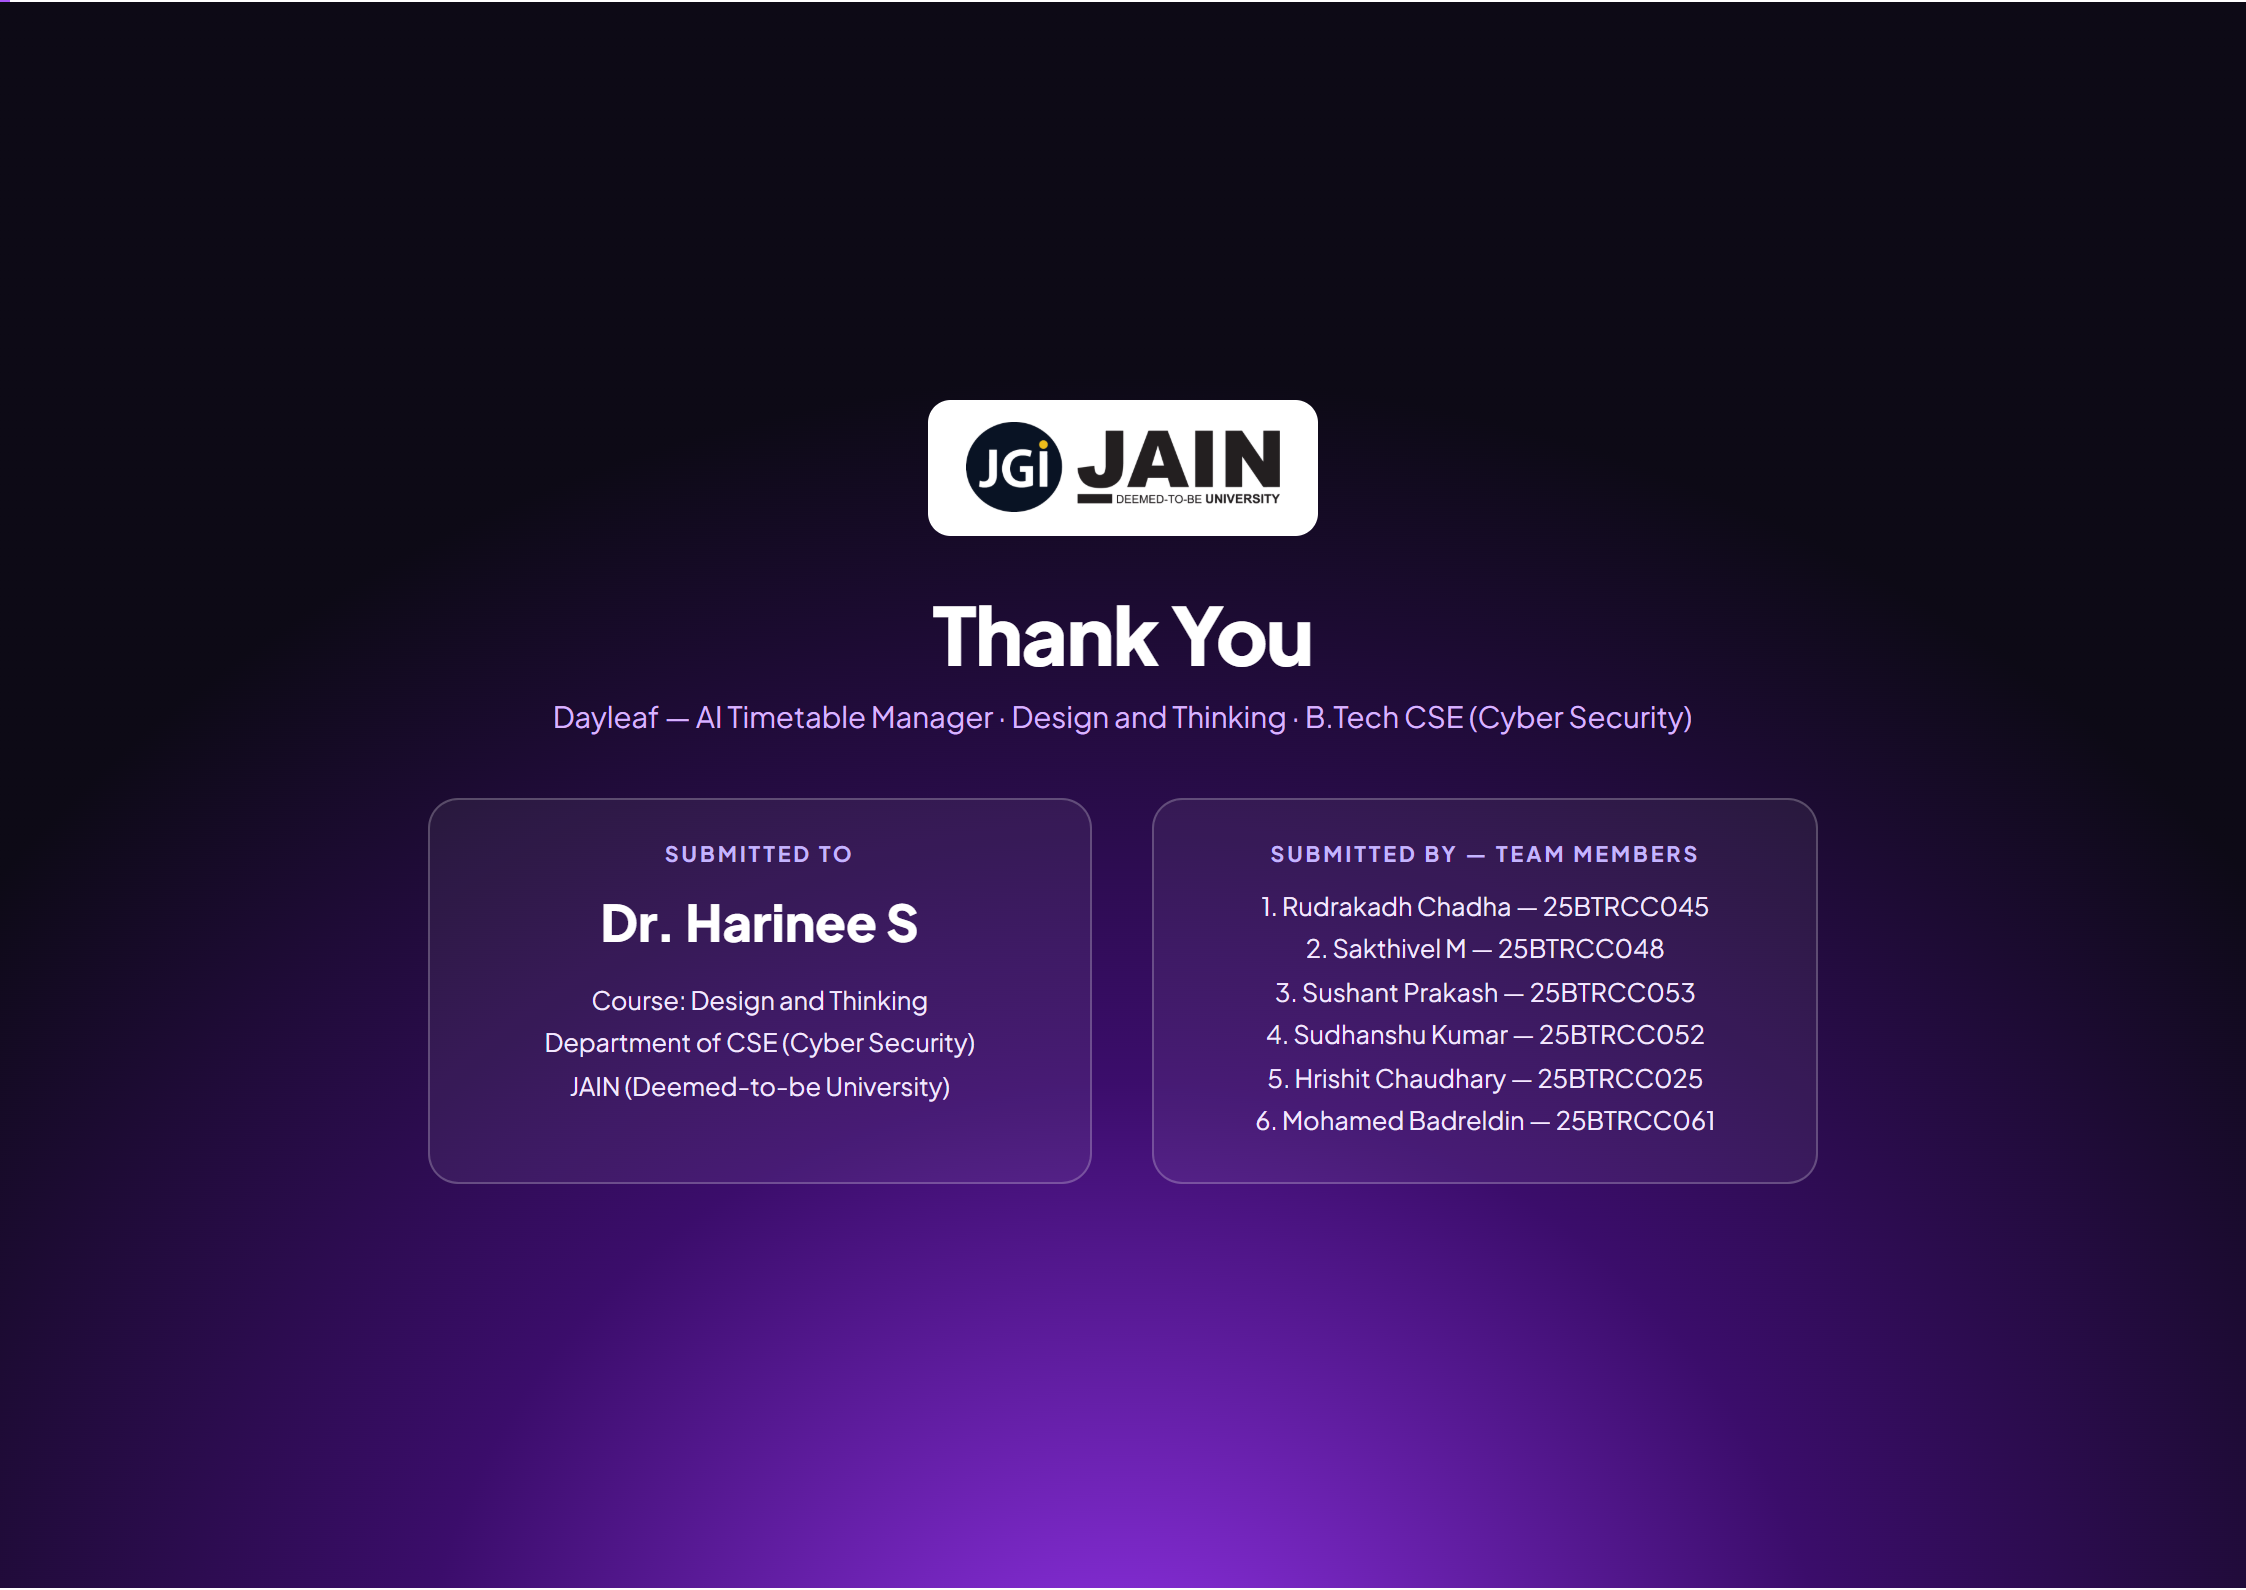 JGi JAIN
DEEMED-TO-BE UNIVERSITY
Thank You
Dayleaf — AI Timetable Manager · Design and Thinking · B.Tech CSE (Cyber Security)
SUBMITTED TO
Dr. Harinee S
Course: Design and Thinking
Department of CSE (Cyber Security)
JAIN (Deemed-to-be University)
SUBMITTED BY — TEAM MEMBERS
1. Rudrakadh Chadha — 25BTRCC045
2. Sakthivel M — 25BTRCC048
3. Sushant Prakash — 25BTRCC053
4. Sudhanshu Kumar — 25BTRCC052
5. Hrishit Chaudhary — 25BTRCC025
6. Mohamed Badreldin — 25BTRCC061